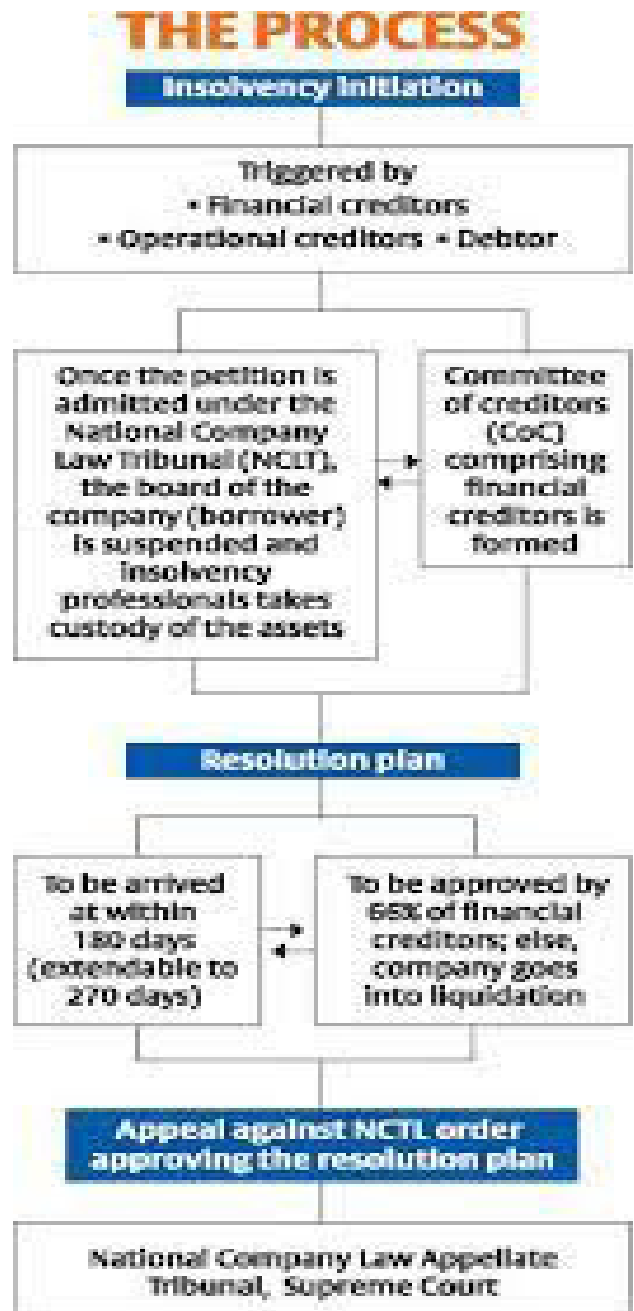 THE PROCESS
Insolvency initiation
Triggered by
• Financial creditors
• Operational creditors • Debtor
Once the petition is
admitted under the
National Company
Law Tribunal (NCLT),
the board of the
company (borrower)
is suspended and
insolvency
professionals takes
custody of the assets
Committee
of creditors
(CoC)
comprising
financial
creditors is
formed
Resolution plan
To be arrived
at within
180 days
(extendable to
270 days)
To be approved by
66% of financial
creditors; else,
company goes
into liquidation
Appeal against NCTL order
approving the resolution plan
National Company Law Appellate
Tribunal, Supreme Court